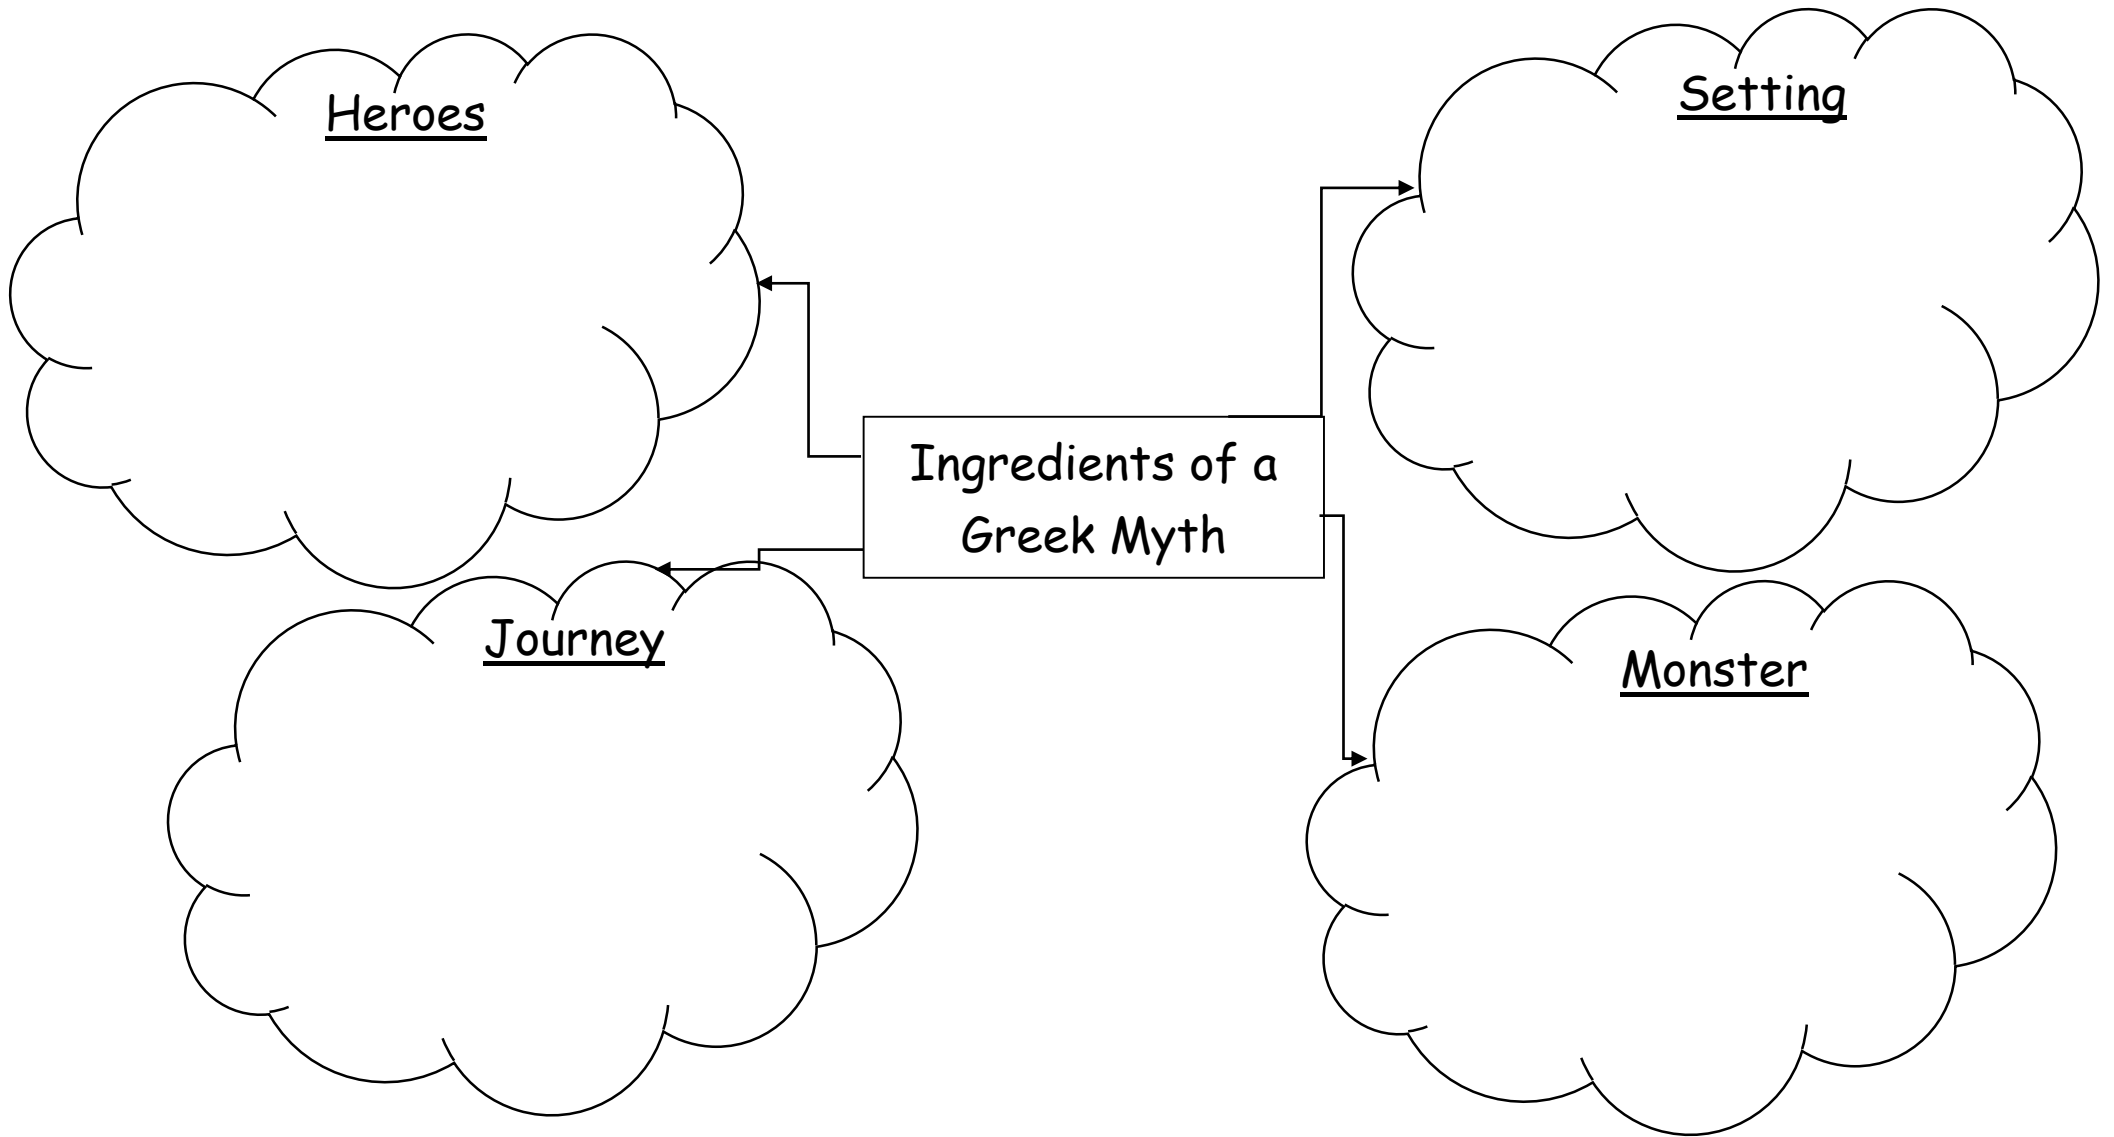 Heroes
Setting
Ingredients of a
Greek Myth
Journey
Monster